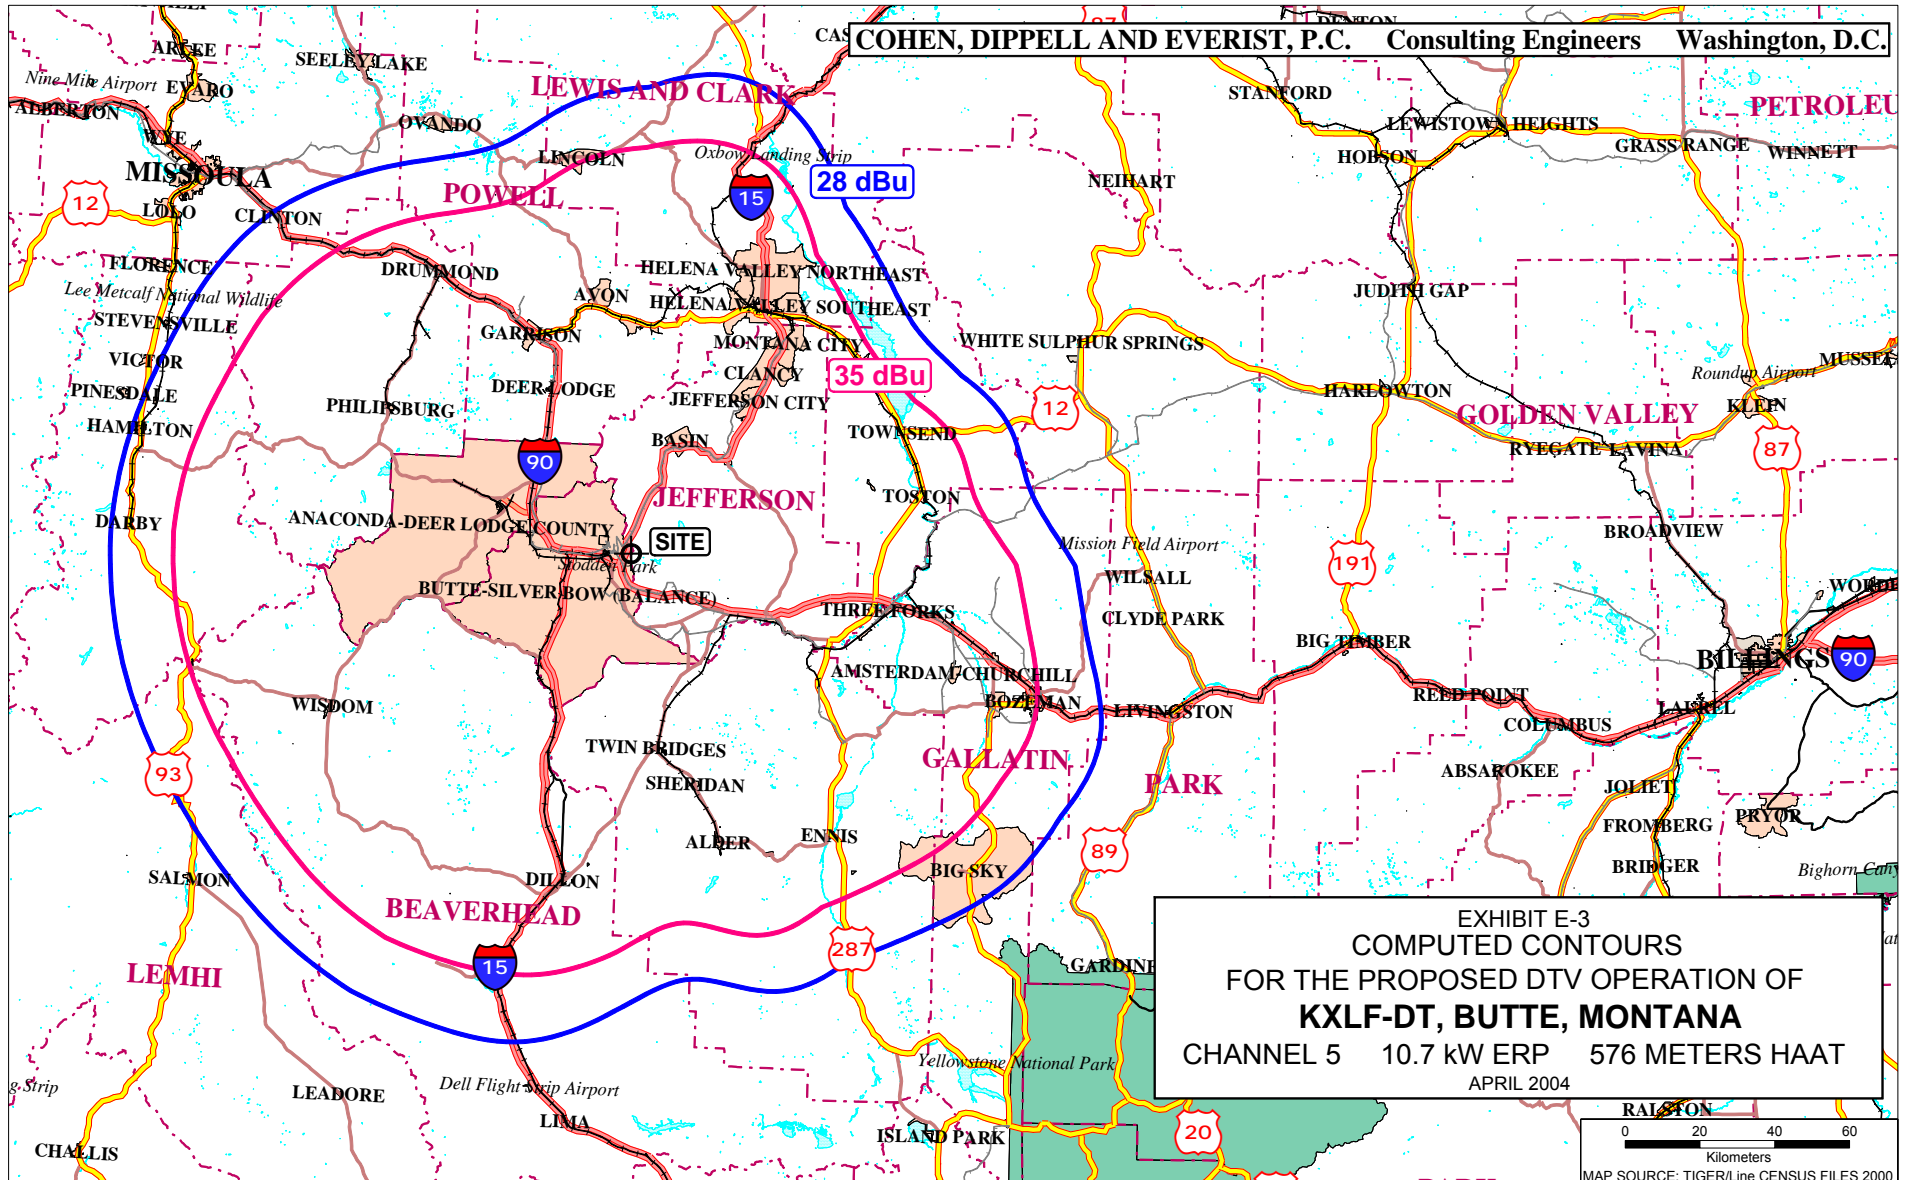 COHEN, DIPPELL AND EVERIST, P.C. Consulting Engineers Washington, D.C.
DENTON
ARLEE
SEELEY LAKE
Nine Mile Airport
EVARO
LEWIS AND CLARK
STANFORD
PETROLEU
ALBERTON
OVANDO
LEWISTOWN HEIGHTS
WYE
LINCOLN
Oxbow Landing Strip
HOBSON
GRASS RANGE
WINNETT
MISSOULA
28 dBu
NEIHART
POWELL
15
12
LOLO
CLINTON
FLORENCE
DRUMMOND
HELENA VALLEY NORTHEAST
Lee Metcalf National Wildlife
AVON
HELENA VALLEY SOUTHEAST
JUDITH GAP
STEVENSVILLE
GARRISON
MONTANA CITY
WHITE SULPHUR SPRINGS
VICTOR
CLANCY
35 dBu
Roundup Airport
MUSSEL
PINESDALE
DEER LODGE
JEFFERSON CITY
HARLOWTON
PHILIPSBURG
12
GOLDEN VALLEY
KLEIN
HAMILTON
BASIN
TOWNSEND
RYEGATE
LAVINA
87
90
JEFFERSON
TOSTON
DARBY
ANACONDA-DEER LODGE COUNTY
BROADVIEW
SITE
Mission Field Airport
191
Stodden Park
WILSALL
BUTTE-SILVER BOW (BALANCE)
THREE FORKS
CLYDE PARK
BIG TIMBER
BILLINGS
90
AMSTERDAM-CHURCHILL
REED POINT
WISDOM
BOZEMAN
LIVINGSTON
COLUMBUS
LAUREL
TWIN BRIDGES
GALLATIN
93
SHERIDAN
PARK
ABSAROKEE
JOLIET
ALDER
ENNIS
89
FROMBERG
PRYOR
SALMON
DILLON
BIG SKY
BRIDGER
Bighorn Cany
BEAVERHEAD
287
LEMHI
15
GARDINE
EXHIBIT E-3
COMPUTED CONTOURS
FOR THE PROPOSED DTV OPERATION OF
KXLF-DT, BUTTE, MONTANA
CHANNEL 5 10.7 kW ERP 576 METERS HAAT
APRIL 2004
Yellowstone National Park
g Strip
LEADORE
Dell Flight Strip Airport
LIMA
ISLAND PARK
20
RALSTON
CHALLIS
0 20 40 60
Kilometers
MAP SOURCE: TIGER/Line CENSUS FILES 2000